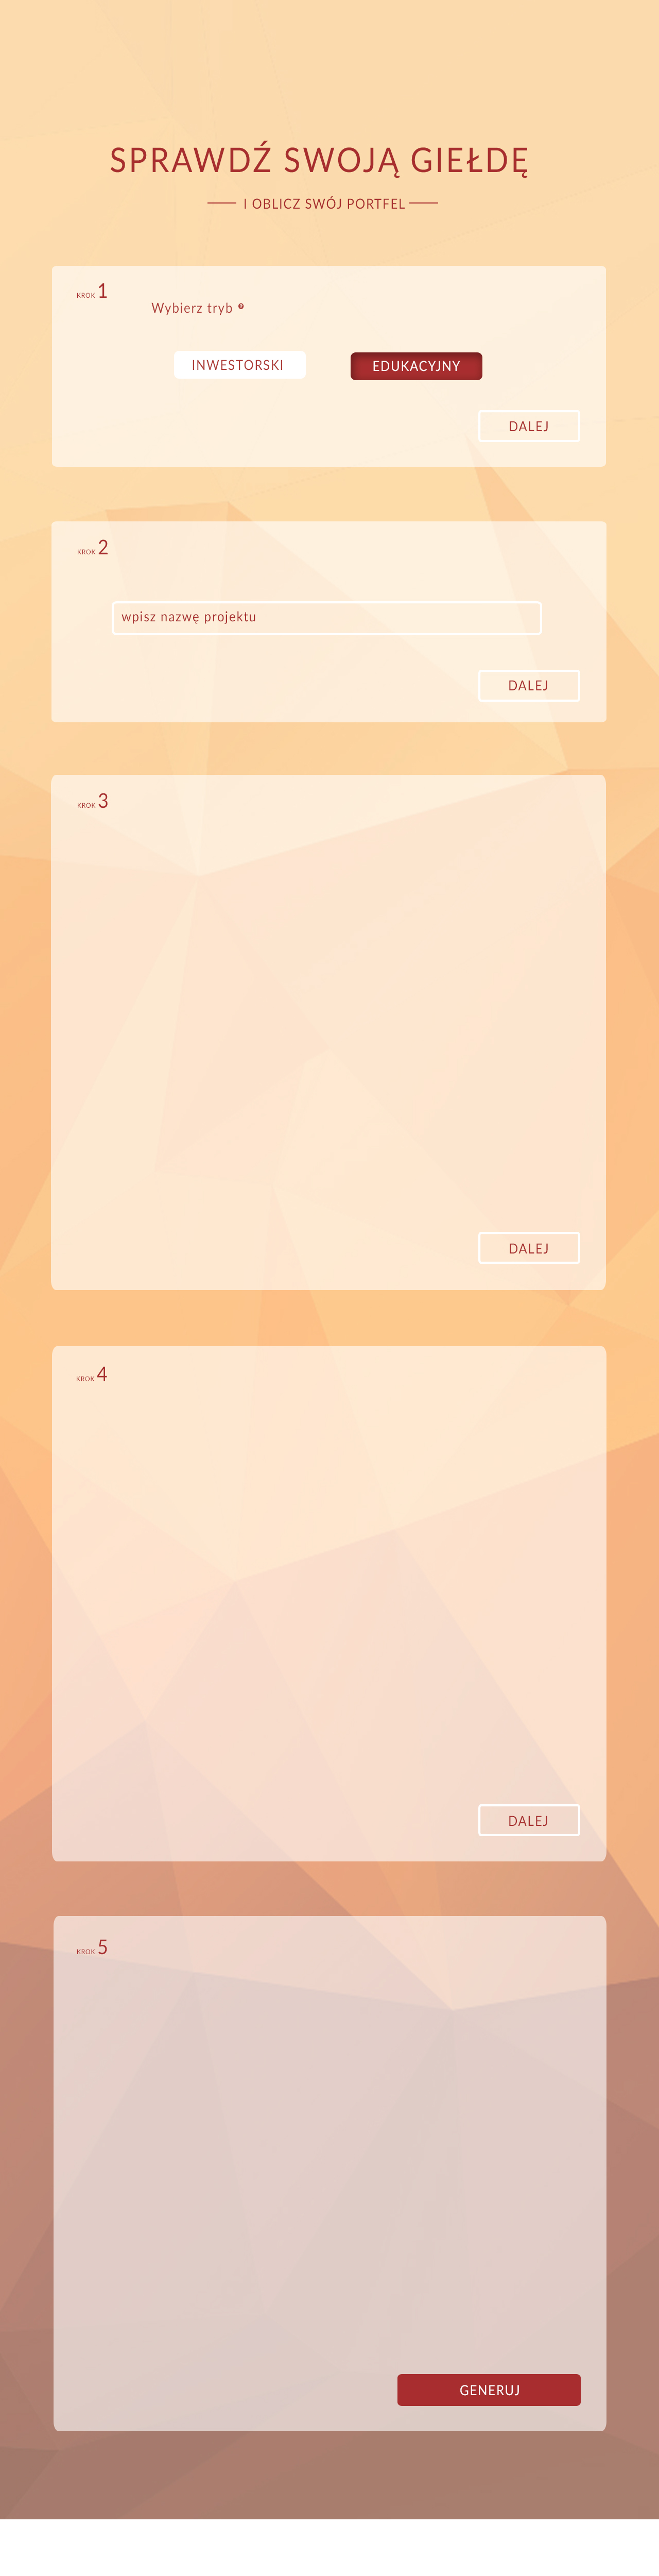 SPRAWDŹ SWOJĄ GIEŁDĘ
I OBLICZ SWÓJ PORTFEL
KROK 1
Wybierz tryb ?
INWESTORSKI EDUKACYJNY
DALEJ
KROK 2
wpisz nazwę projektu
DALEJ
KROK 3
DALEJ
KROK 4
DALEJ
KROK 5
GENERUJ